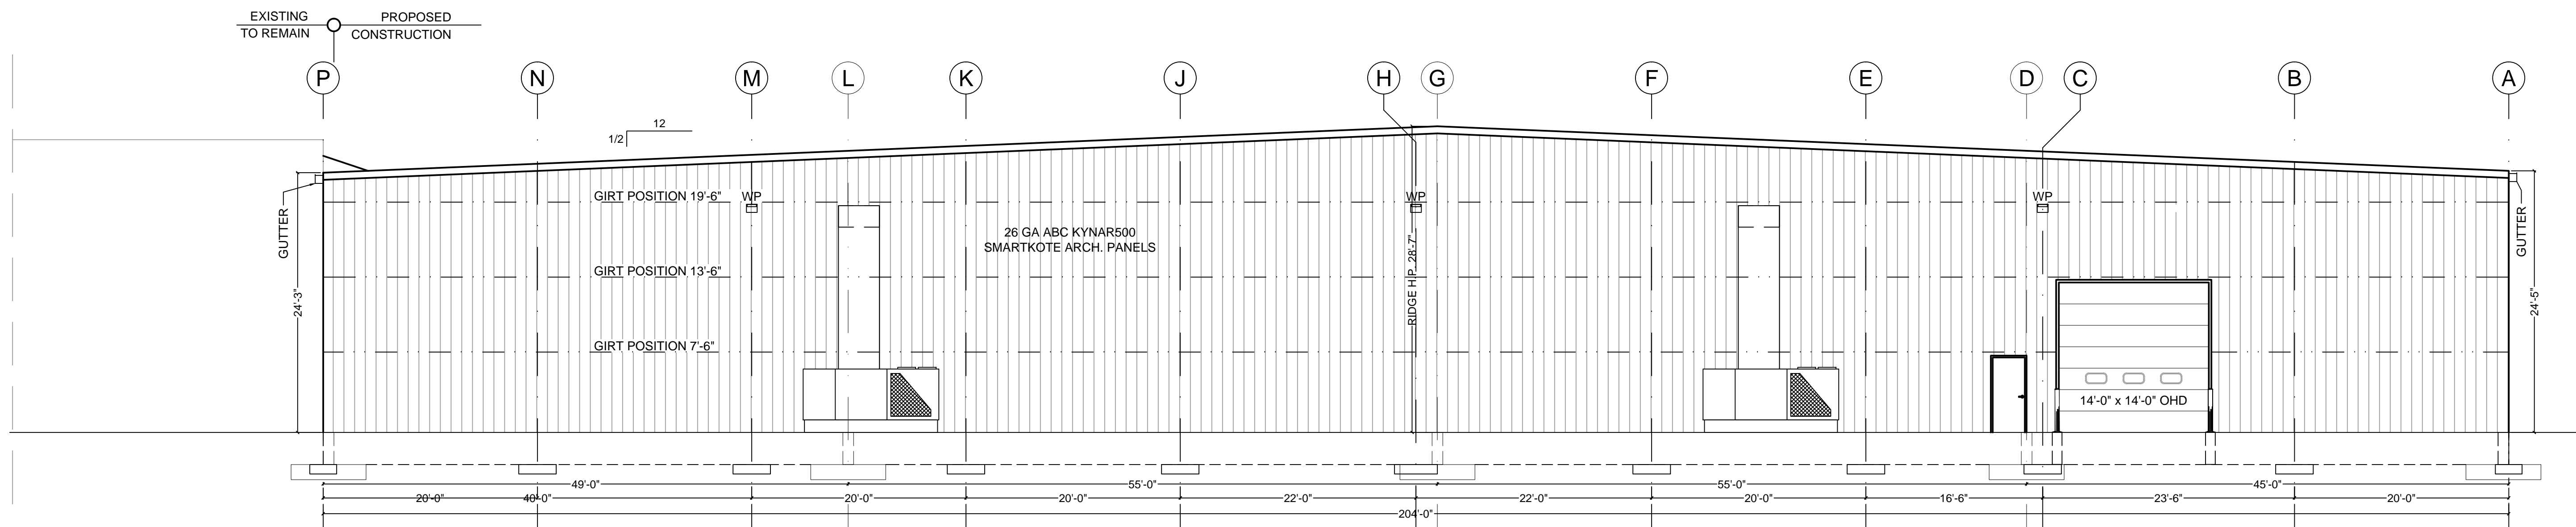 EXISTING PROPOSED
TO REMAIN CONSTRUCTION
P N M L K J H G F E D C B A
12
1/2
GIRT POSITION 19'-6"
WP
WP
WP
GUTTER
26 GA ABC KYNAR500
SMARTKOTE ARCH. PANELS
GUTTER
GIRT POSITION 13'-6"
RIDGE H.P. 28'-7"
24'-3"
24'-5"
GIRT POSITION 7'-6"
14'-0" x 14'-0" OHD
49'-0" 55'-0" 55'-0" 45'-0"
20'-0" 40'-0" 20'-0" 20'-0" 22'-0" 22'-0" 20'-0" 16'-6" 23'-6" 20'-0"
204'-0"